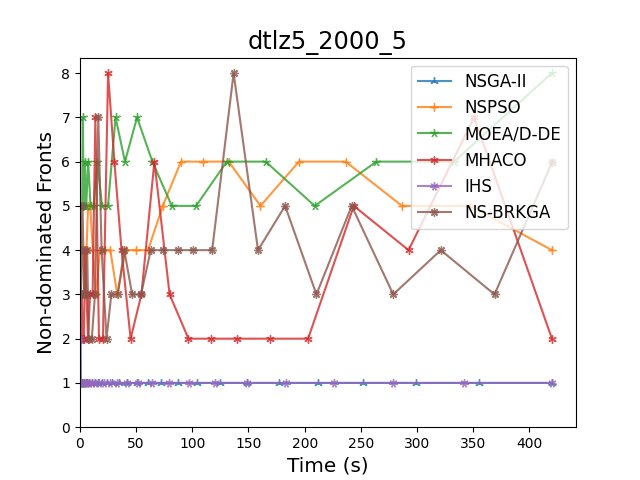 dtlz5_2000_5
Non-dominated Fronts
8
7
6
5
4
3
2
1
0
0 50 100 150 200 250 300 350 400
Time (s)
NSGA-II
NSPSO
MOEA/D-DE
MHACO
IHS
NS-BRKGA